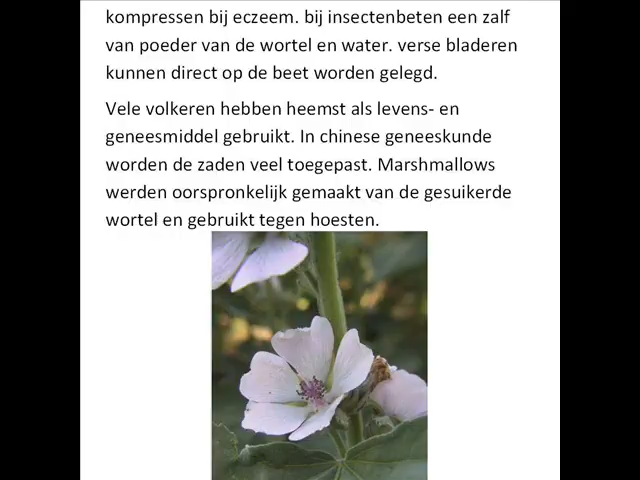 kompressen bij eczeem. bij insectenbeten een zalf
van poeder van de wortel en water. verse bladeren
kunnen direct op de beet worden gelegd.
Vele volkeren hebben heemst als levens- en
geneesmiddel gebruikt. In chinese geneeskunde
worden de zaden veel toegepast. Marshmallows
werden oorspronkelijk gemaakt van de gesuikerde
wortel en gebruikt tegen hoesten.